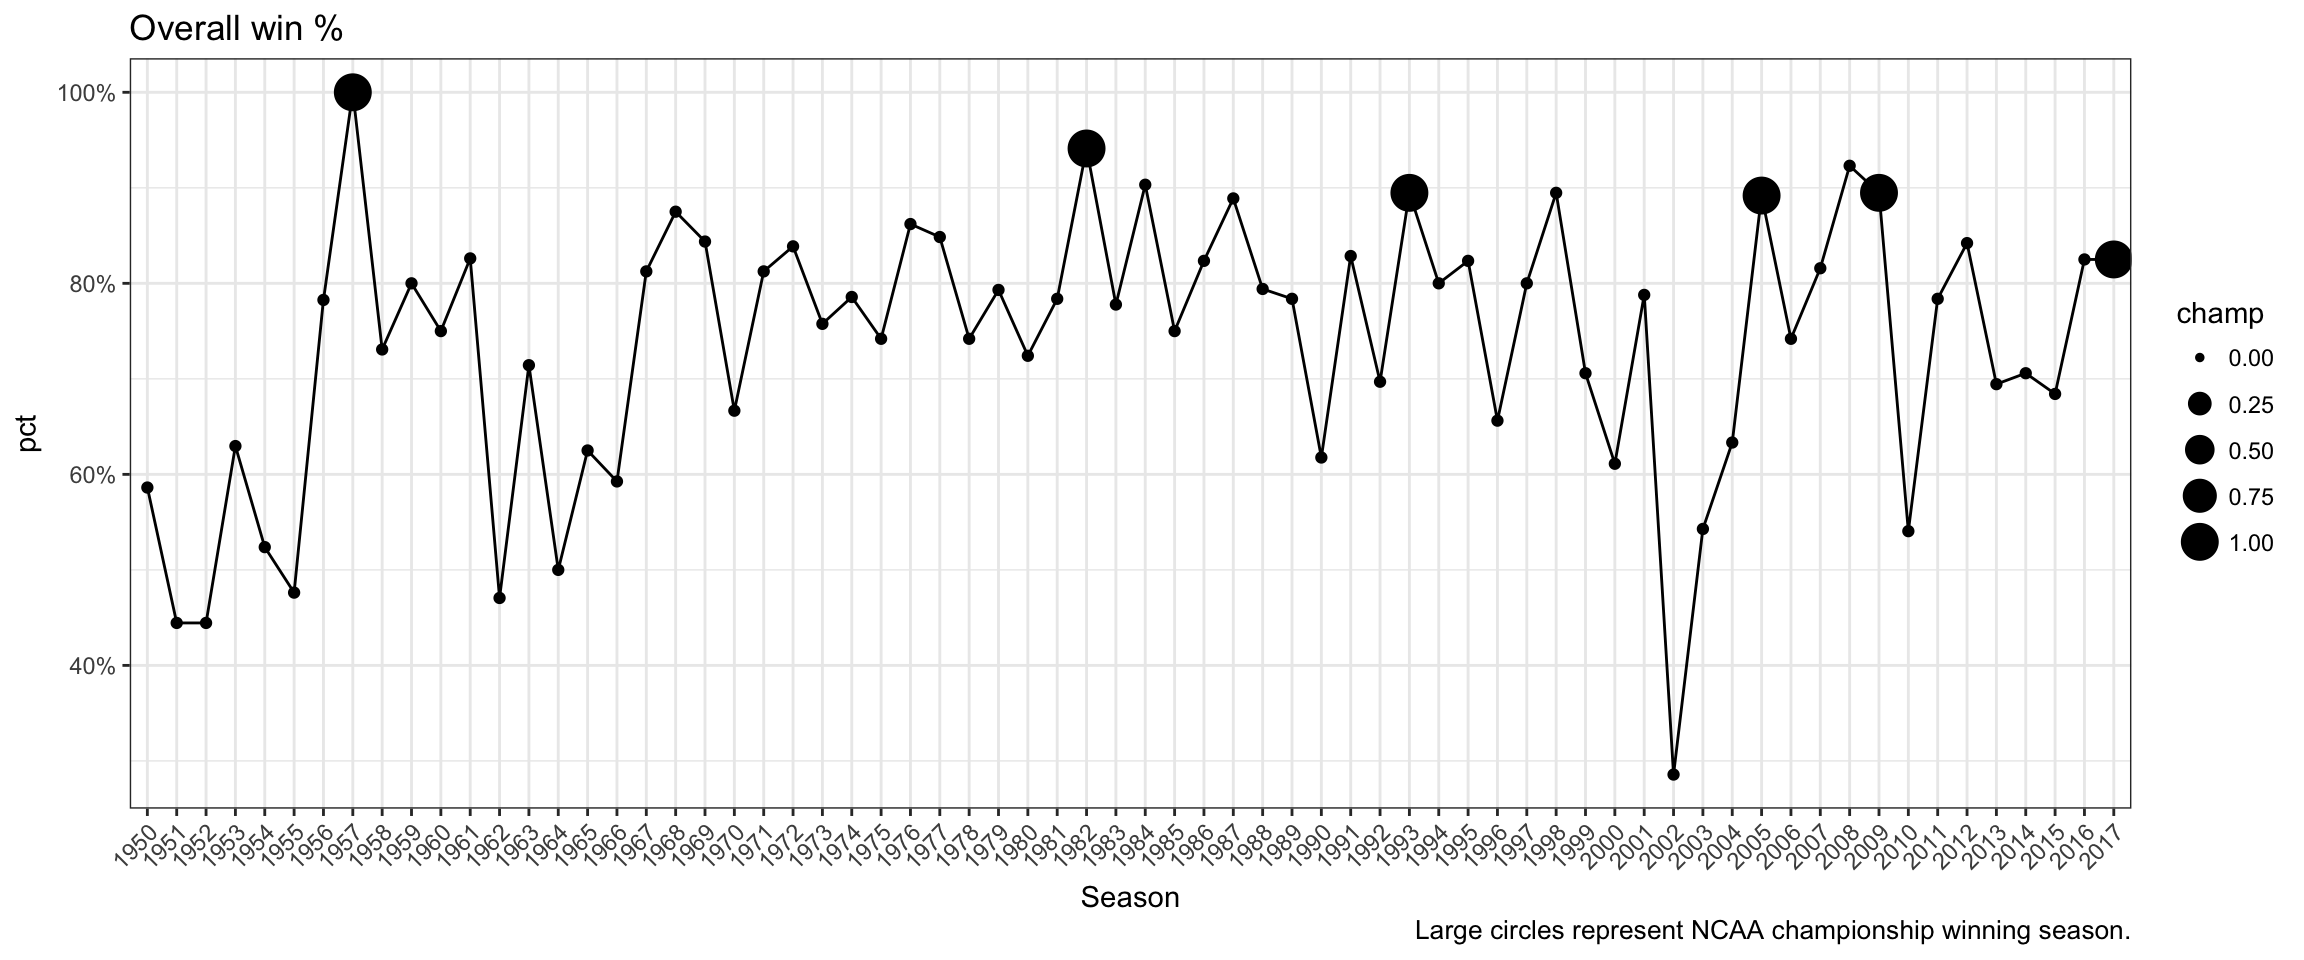 Overall win %
100%
80%
60%
40%
pct
1950 1951 1952 1953 1954 1955 1956 1957 1958 1959 1960 1961 1962 1963 1964 1965 1966 1967 1968 1969 1970 1971 1972 1973 1974 1975 1976 1977 1978 1979 1980 1981 1982 1983 1984 1985 1986 1987 1988 1989 1990 1991 1992 1993 1994 1995 1996 1997 1998 1999 2000 2001 2002 2003 2004 2005 2006 2007 2008 2009 2010 2011 2012 2013 2014 2015 2016 2017
Season
champ
0.00
0.25
0.50
0.75
1.00
Large circles represent NCAA championship winning season.